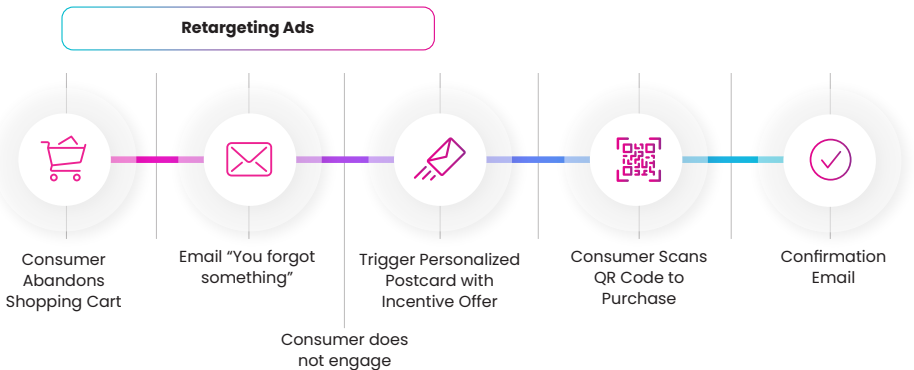 Retargeting Ads
Consumer
Abandons
Shopping Cart
Email “You forgot
something”
Trigger Personalized
Postcard with
Incentive Offer
Consumer Scans
QR Code to
Purchase
Confirmation
Email
Consumer does
not engage